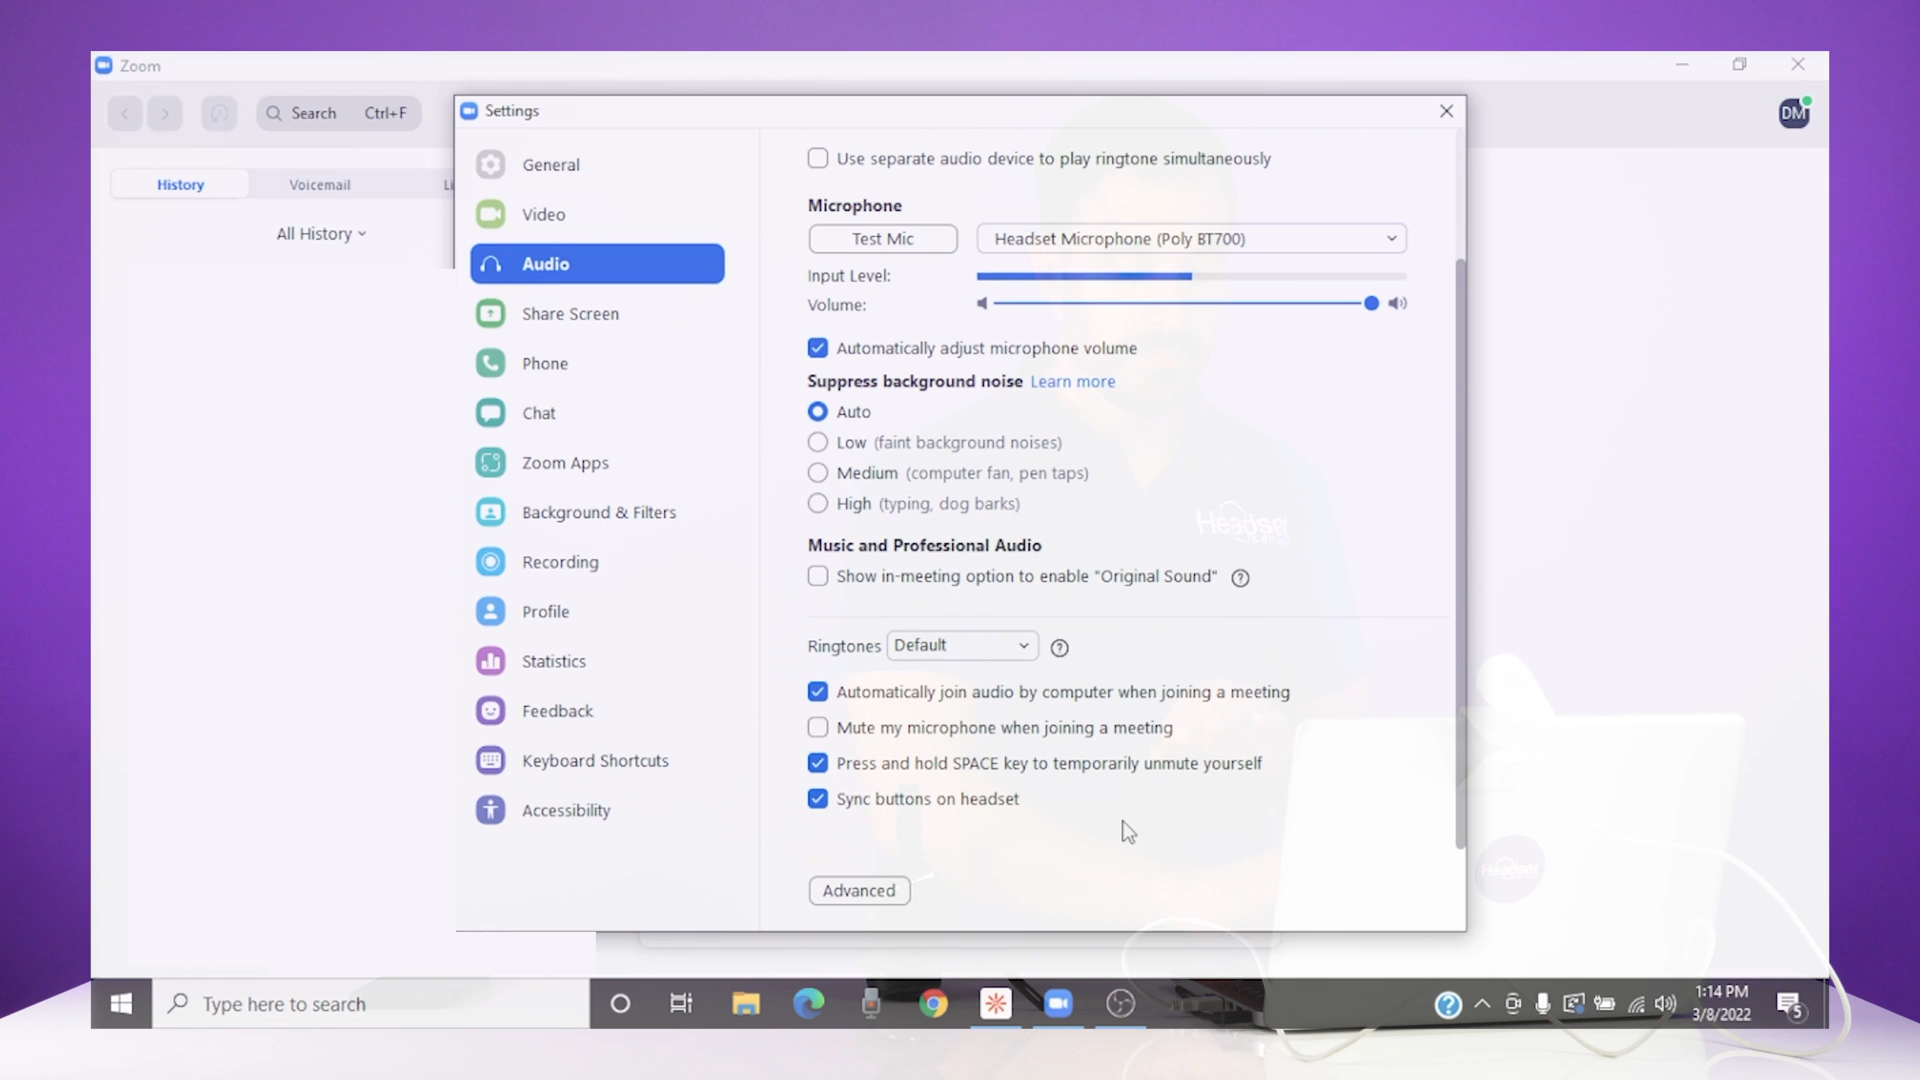 Zoom
Search Ctrl+F
DM
Settings
History Voicemail Li
All History
General
Video
Audio
Share Screen
Phone
Chat
Zoom Apps
Background & Filters
Recording
Profile
Statistics
Feedback
Keyboard Shortcuts
Accessibility
Use separate audio device to play ringtone simultaneously
Microphone
Test Mic Headset Microphone (Poly BT700)
Input Level:
Volume:
Automatically adjust microphone volume
Suppress background noise Learn more
Auto
Low (faint background noises)
Medium (computer fan, pen taps)
High (typing, dog barks)
Headset
Music and Professional Audio
Show in-meeting option to enable "Original Sound" ?
Ringtones Default ?
Automatically join audio by computer when joining a meeting
Mute my microphone when joining a meeting
Press and hold SPACE key to temporarily unmute yourself
Sync buttons on headset
Headset
Advanced
Type here to search
1:14 PM
3/8/2022
5